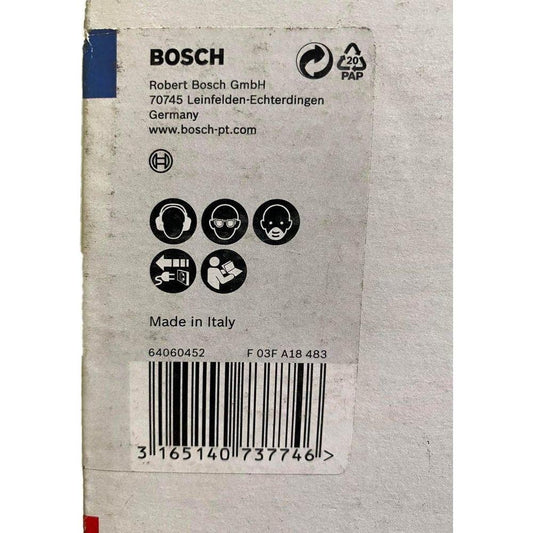 BOSCH
Robert Bosch GmbH
70745 Leinfelden-Echterdingen
Germany
www.bosch-pt.com
20
PAP
Made in Italy
64060452 F 03F A18 483
3 165140 737746 >